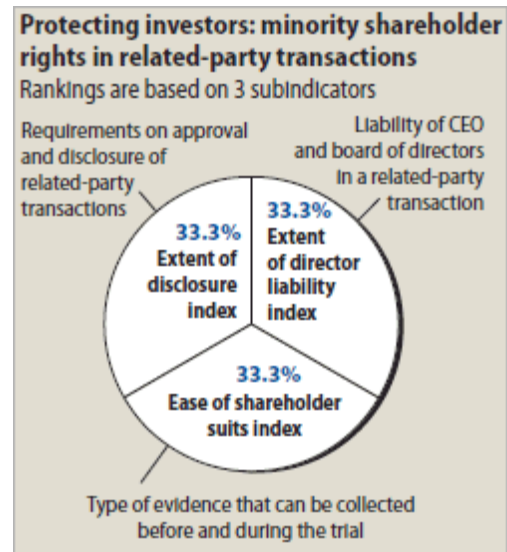 Protecting investors: minority shareholder
rights in related-party transactions
Rankings are based on 3 subindicators
Requirements on approval
and disclosure of
related-party
transactions
Liability of CEO
and board of directors
in a related-party
transaction
33.3%
Extent of
disclosure
index
33.3%
Extent
of director
liability
index
33.3%
Ease of shareholder
suits index
Type of evidence that can be collected
before and during the trial